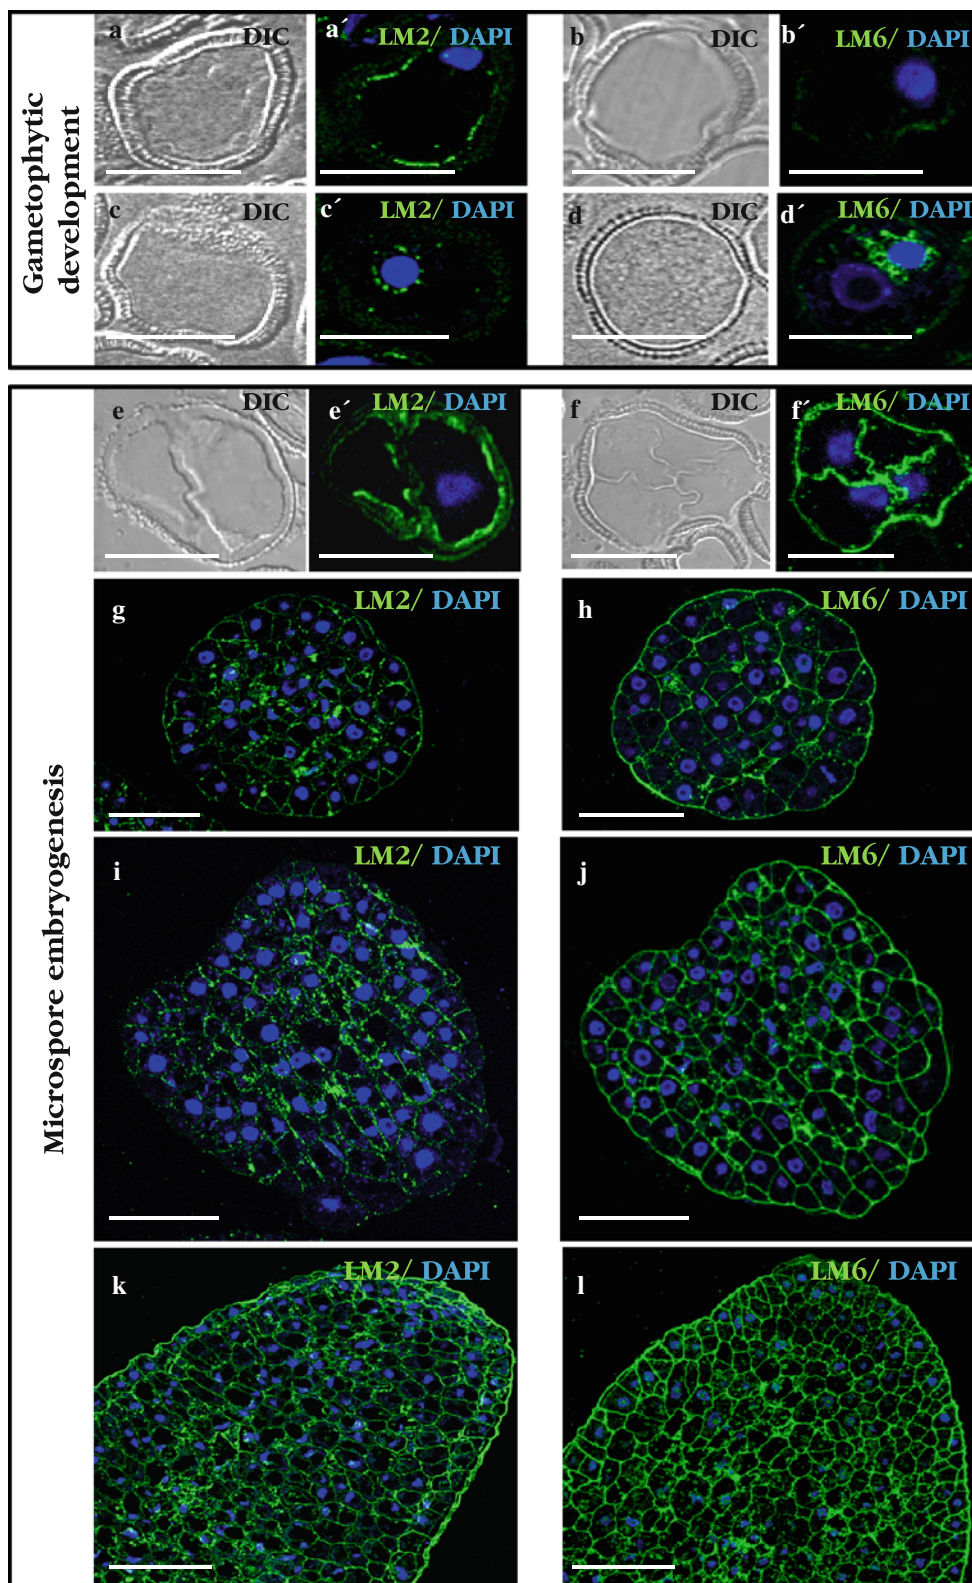 Gametophytic
development
a DIC
a´ LM2/ DAPI
b DIC
b´ LM6/ DAPI
c DIC
c´ LM2/ DAPI
d DIC
d´ LM6/ DAPI
Microspore embryogenesis
e DIC
e´ LM2/ DAPI
f DIC
f´ LM6/ DAPI
g LM2/ DAPI
h LM6/ DAPI
i LM2/ DAPI
j LM6/ DAPI
k LM2/ DAPI
l LM6/ DAPI